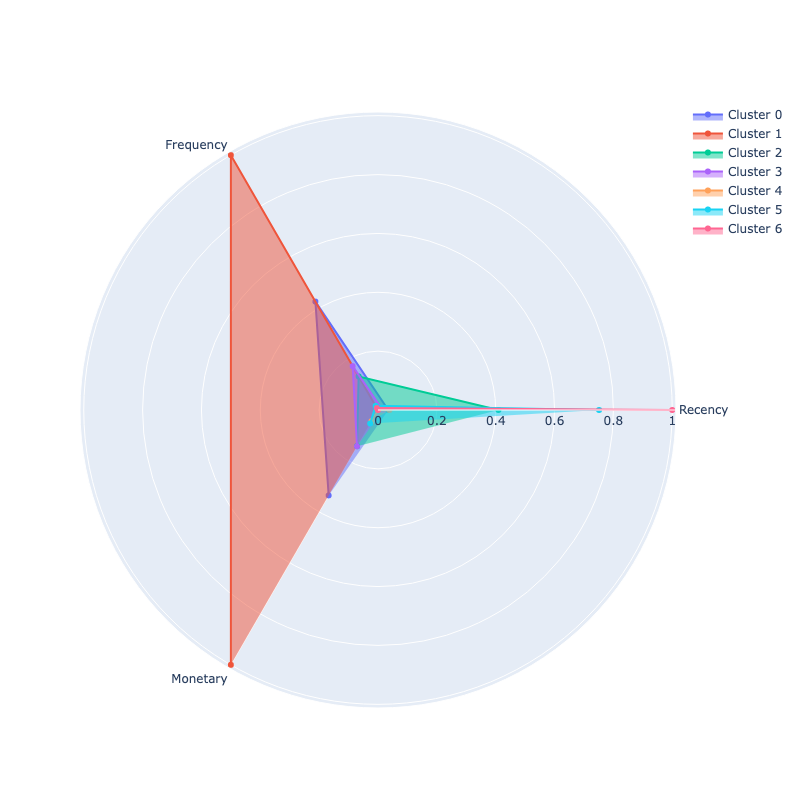 Cluster 0
Cluster 1
Cluster 2
Cluster 3
Cluster 4
Cluster 5
Cluster 6
Frequency
Recency
0 0.2 0.4 0.6 0.8 1
Monetary